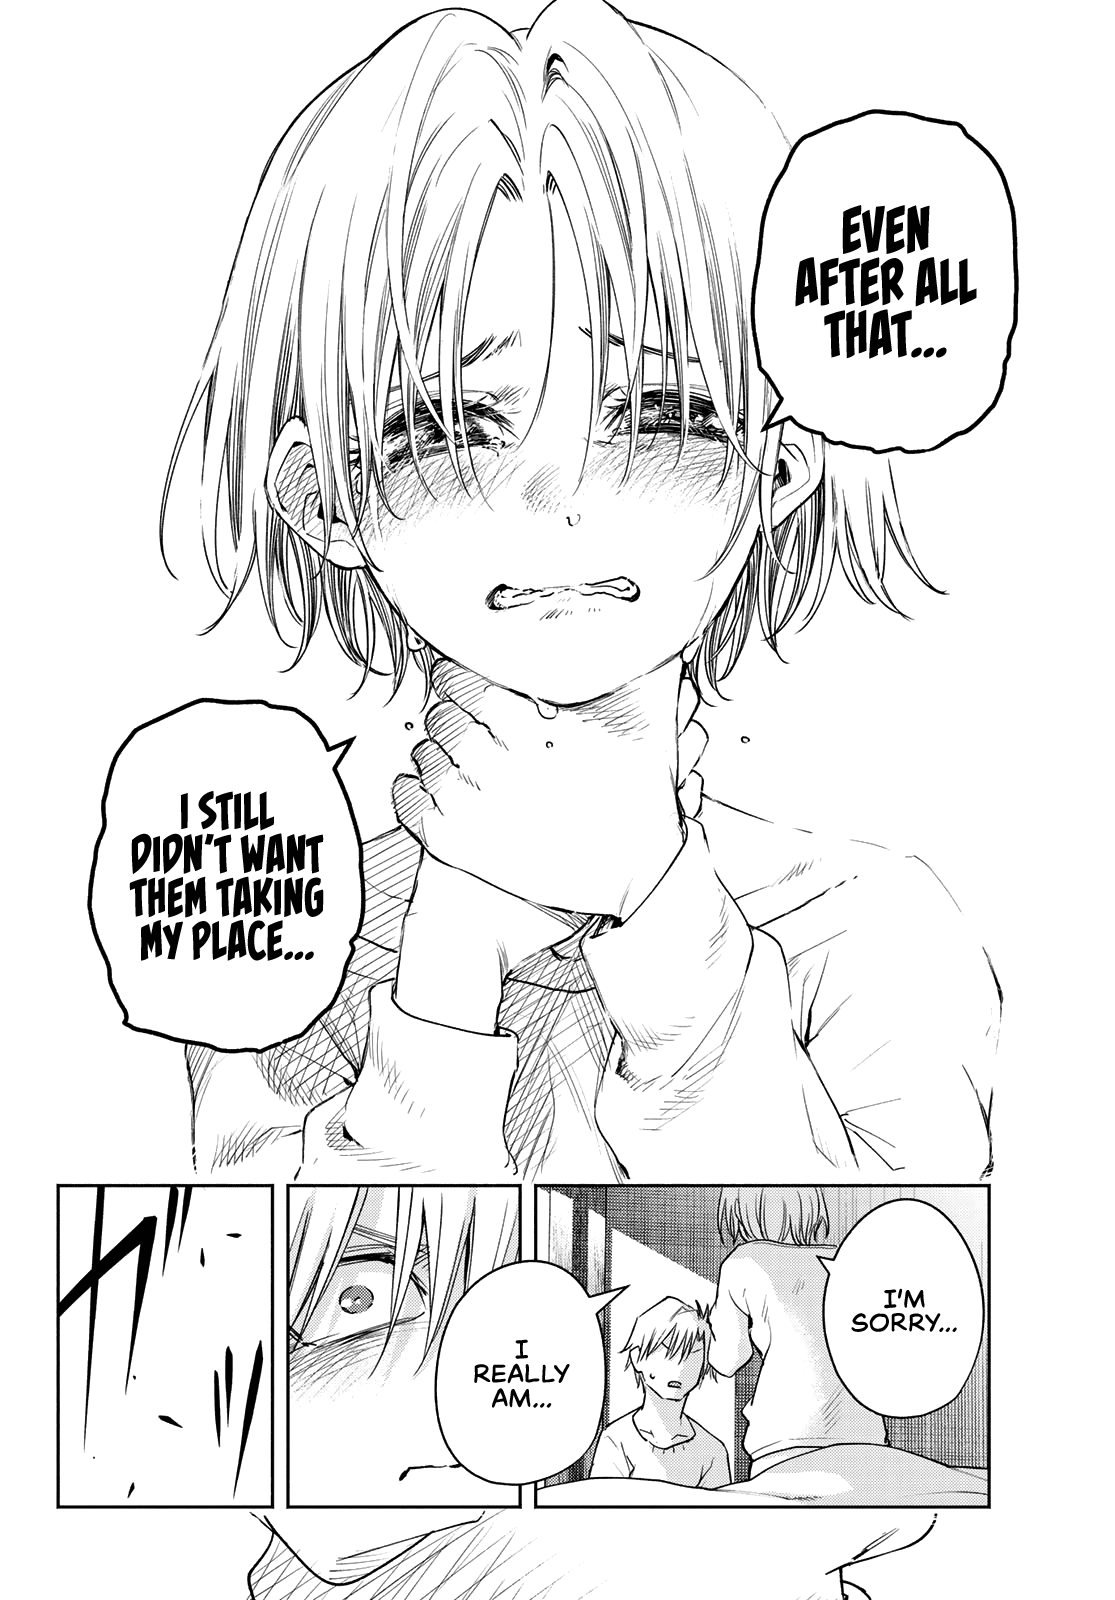 EVEN
AFTER ALL
THAT...
I STILL
DIDN'T WANT
THEM TAKING
MY PLACE...
I'M
SORRY...
I
REALLY
AM...